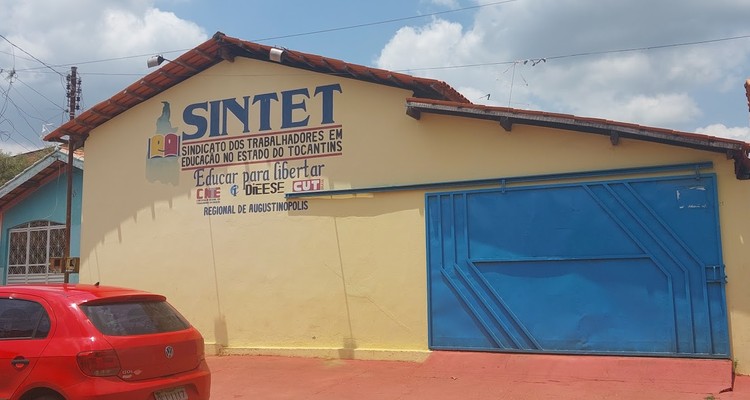 SINTET
SINDICATO DOS TRABALHADORES EM
EDUCAÇÃO NO ESTADO DO TOCANTINS
Educar para libertar
CNTE DIEESE CUT
REGIONAL DE AUGUSTINÓPOLIS